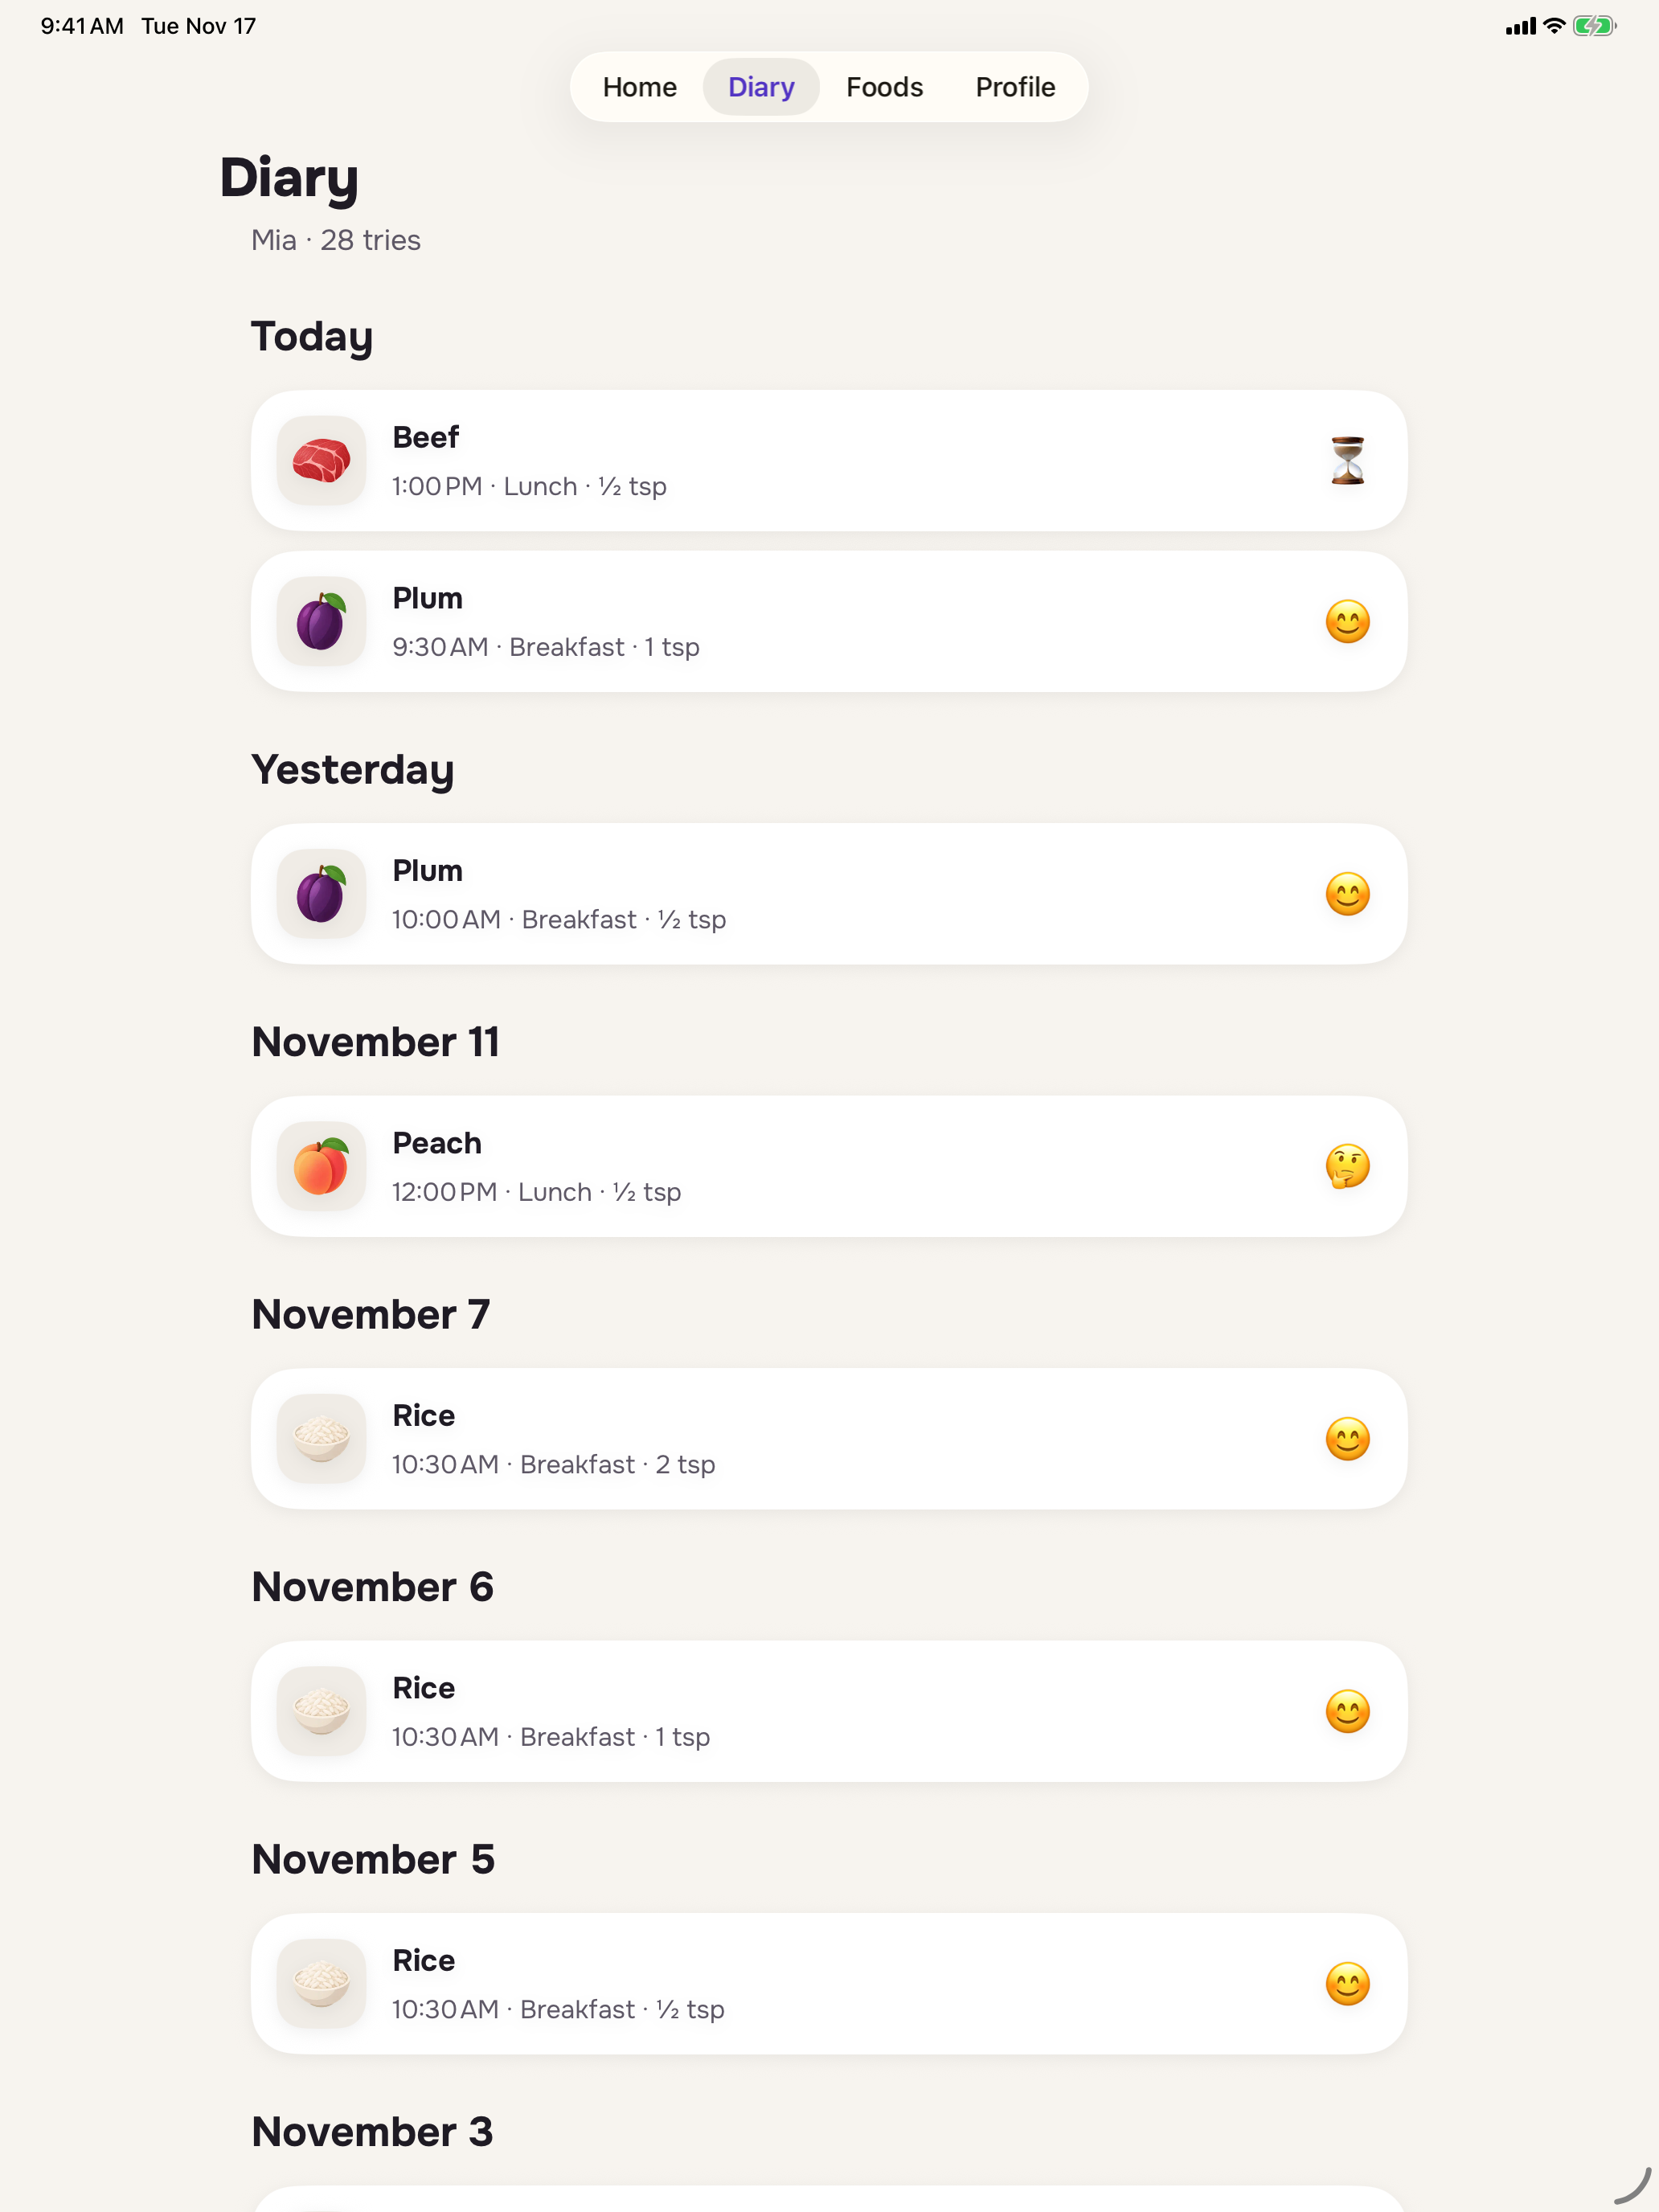 9:41 AM Tue Nov 17
Home Diary Foods Profile
Diary
Mia · 28 tries
Today
Beef
1:00 PM · Lunch · ½ tsp
Plum
9:30 AM · Breakfast · 1 tsp
Yesterday
Plum
10:00 AM · Breakfast · ½ tsp
November 11
Peach
12:00 PM · Lunch · ½ tsp
November 7
Rice
10:30 AM · Breakfast · 2 tsp
November 6
Rice
10:30 AM · Breakfast · 1 tsp
November 5
Rice
10:30 AM · Breakfast · ½ tsp
November 3